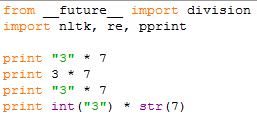 from __future__ import division
import nltk, re, pprint
print "3" * 7
print 3 * 7
print "3" * 7
print int("3") * str(7)